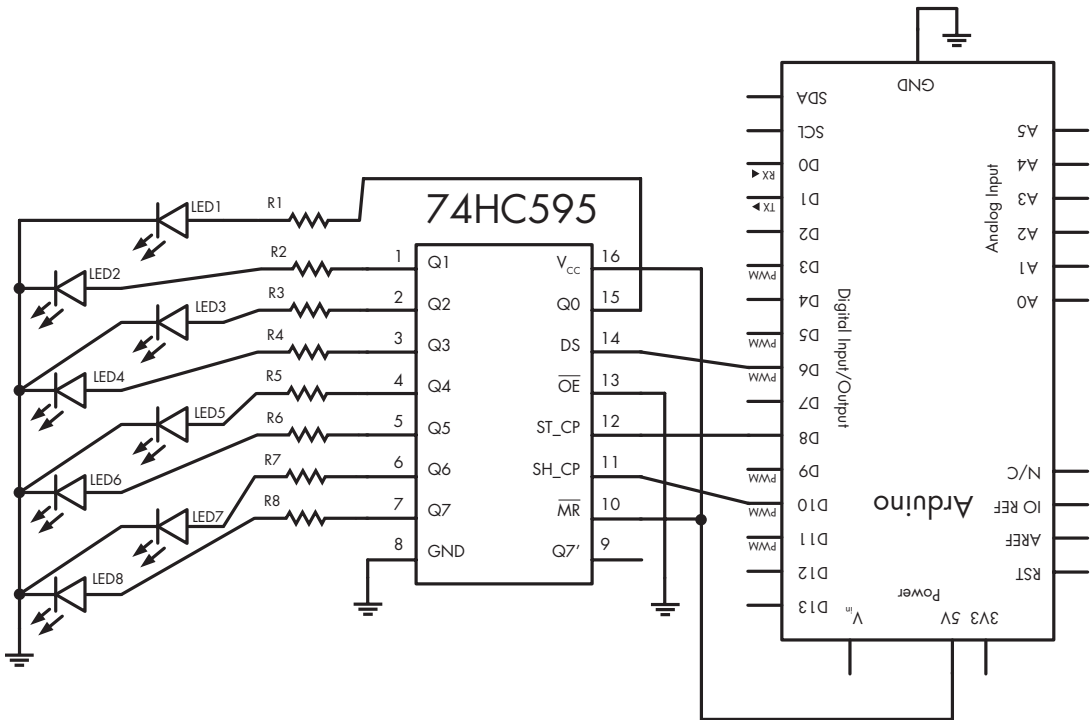 74HC595
LED1
R1
LED2
R2
LED3
R3
LED4
R4
LED5
R5
LED6
R6
LED7
R7
LED8
R8
1 Q1
2 Q2
3 Q3
4 Q4
5 Q5
6 Q6
7 Q7
8 GND
VCC 16
Q0 15
DS 14
OE 13
ST_CP 12
SH_CP 11
MR 10
Q7' 9
GND
SDA
SCL
D0
RX
D1
TX
D2
D3
PWM
D4
D5
PWM
D6
PWM
D7
D8
D9
PWM
D10
PWM
D11
PWM
D12
D13
Digital Input/Output
Arduino
Analog Input
A5
A4
A3
A2
A1
A0
N/C
IO REF
AREF
RST
Power
Vin
5V
3V3